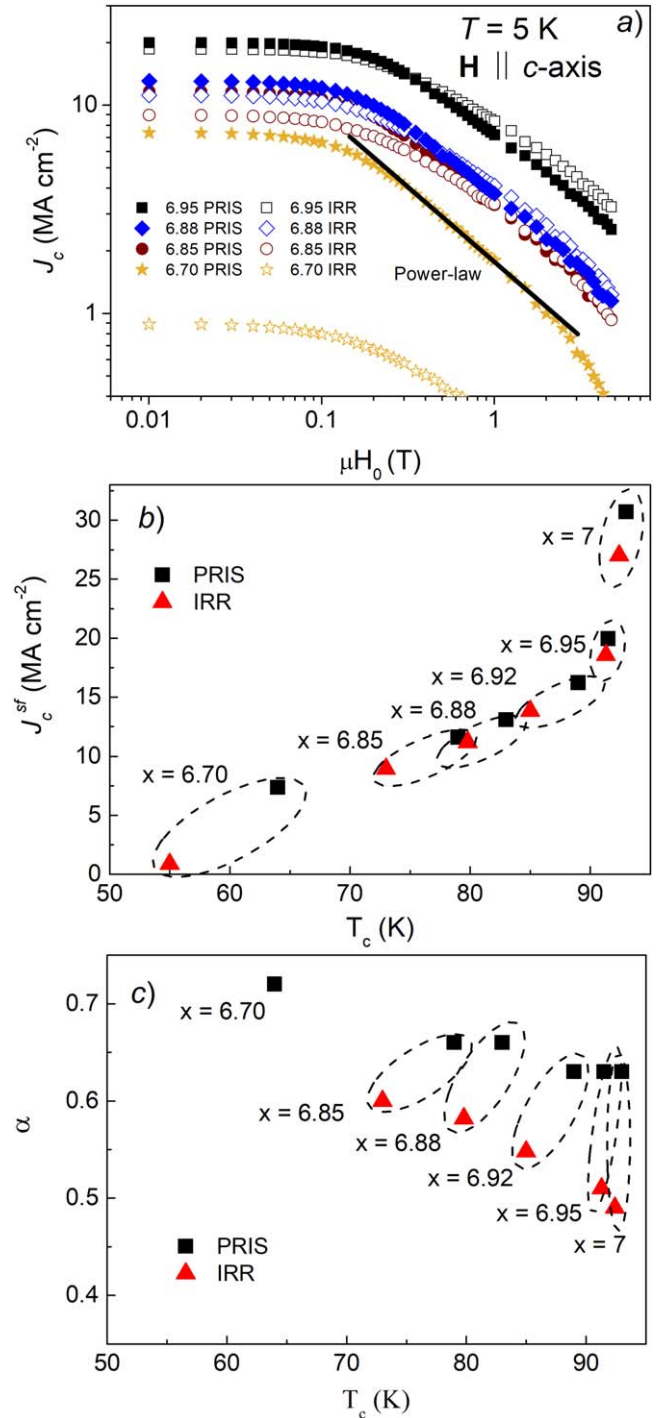 a)
T = 5 K
H || c-axis
10
1
J_c (MA cm⁻²)
6.95 PRIS 6.95 IRR
6.88 PRIS 6.88 IRR
6.85 PRIS 6.85 IRR
6.70 PRIS 6.70 IRR
Power-law
0.01 0.1 1 10
μH₀ (T)
b)
PRIS
IRR
x = 7
x = 6.95
x = 6.92
x = 6.88
x = 6.85
x = 6.70
30
25
20
15
10
5
0
J_c^sf (MA cm⁻²)
50 60 70 80 90
T_c (K)
c)
x = 6.70
x = 6.85
x = 6.88
x = 6.92
x = 6.95
x = 7
PRIS
IRR
0.7
0.6
0.5
0.4
α
50 60 70 80 90
T_c (K)